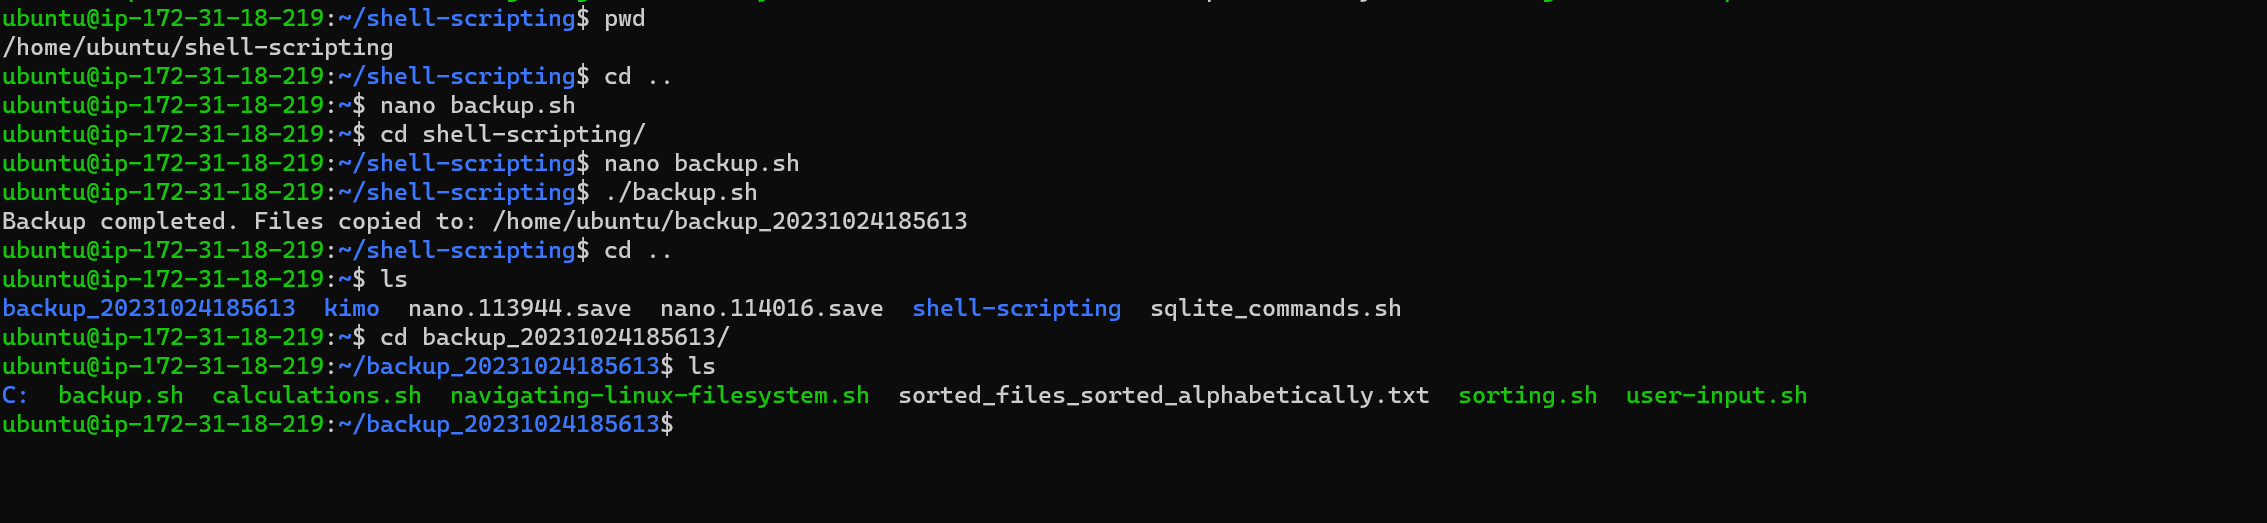 ubuntu@ip-172-31-18-219:~/shell-scripting$ pwd
/home/ubuntu/shell-scripting
ubuntu@ip-172-31-18-219:~/shell-scripting$ cd ..
ubuntu@ip-172-31-18-219:~$ nano backup.sh
ubuntu@ip-172-31-18-219:~$ cd shell-scripting/
ubuntu@ip-172-31-18-219:~/shell-scripting$ nano backup.sh
ubuntu@ip-172-31-18-219:~/shell-scripting$ ./backup.sh
Backup completed. Files copied to: /home/ubuntu/backup_20231024185613
ubuntu@ip-172-31-18-219:~/shell-scripting$ cd ..
ubuntu@ip-172-31-18-219:~$ ls
backup_20231024185613  kimo  nano.113944.save  nano.114016.save  shell-scripting  sqlite_commands.sh
ubuntu@ip-172-31-18-219:~$ cd backup_20231024185613/
ubuntu@ip-172-31-18-219:~/backup_20231024185613$ ls
C:  backup.sh  calculations.sh  navigating-linux-filesystem.sh  sorted_files_sorted_alphabetically.txt  sorting.sh  user-input.sh
ubuntu@ip-172-31-18-219:~/backup_20231024185613$